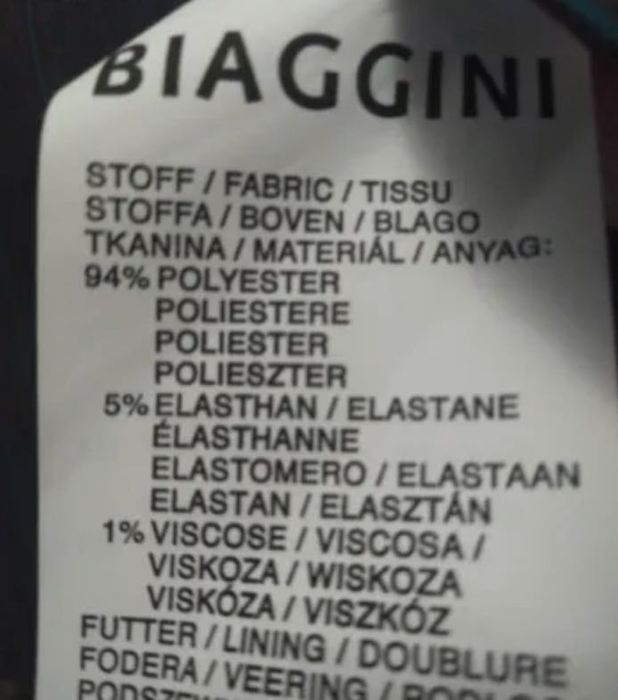 BIAGGINI
STOFF / FABRIC / TISSU
STOFFA / BOVEN / BLAGO
TKANINA / MATERIÁL / ANYAG:
94% POLYESTER
POLIESTERE
POLIESTER
POLIESZTER
5% ELASTHAN / ELASTANE
ÉLASTHANNE
ELASTOMERO / ELASTAAN
ELASTAN / ELASZTÁN
1% VISCOSE / VISCOSA /
VISKOZA / WISKOZA
VISKÓZA / VISZKÓZ
FUTTER / LINING / DOUBLURE
FODERA / VEERING /